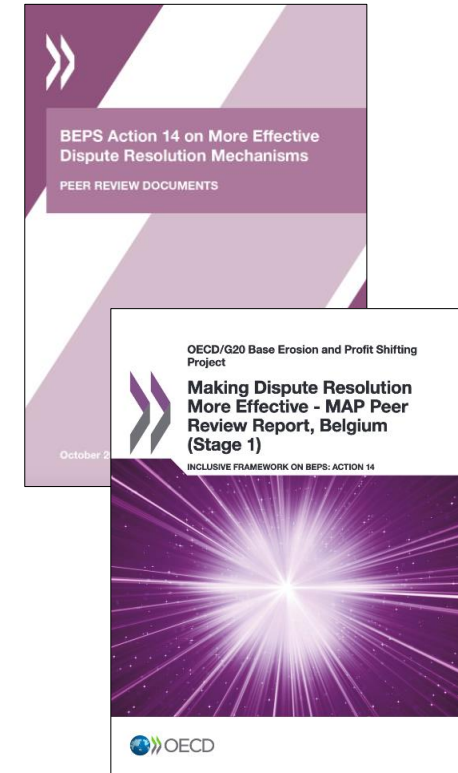 BEPS Action 14 on More Effective
Dispute Resolution Mechanisms
PEER REVIEW DOCUMENTS
October 2
OECD/G20 Base Erosion and Profit Shifting
Project
Making Dispute Resolution
More Effective - MAP Peer
Review Report, Belgium
(Stage 1)
INCLUSIVE FRAMEWORK ON BEPS: ACTION 14
OECD